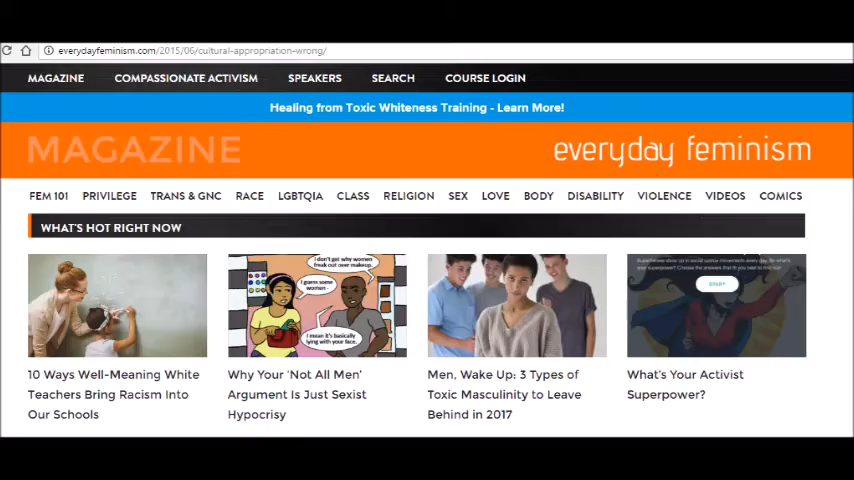 everydayfeminism.com/2015/06/cultural-appropriation-wrong/
MAGAZINE COMPASSIONATE ACTIVISM SPEAKERS SEARCH COURSE LOGIN
Healing from Toxic Whiteness Training - Learn More!
MAGAZINE everyday feminism
FEM 101 PRIVILEGE TRANS & GNC RACE LGBTQIA CLASS RELIGION SEX LOVE BODY DISABILITY VIOLENCE VIDEOS COMICS
WHAT'S HOT RIGHT NOW
I don't get why women
freak out over makeup.
I guess some
women -
I mean it's basically
lying with your face.
START
10 Ways Well-Meaning White
Teachers Bring Racism Into
Our Schools
Why Your 'Not All Men'
Argument Is Just Sexist
Hypocrisy
Men, Wake Up: 3 Types of
Toxic Masculinity to Leave
Behind in 2017
What's Your Activist
Superpower?